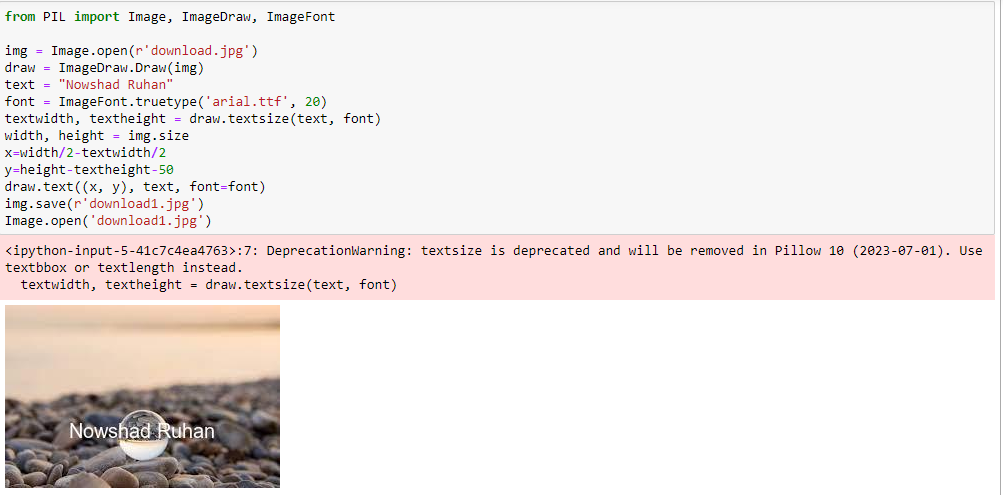 from PIL import Image, ImageDraw, ImageFont
img = Image.open(r'download.jpg')
draw = ImageDraw.Draw(img)
text = "Nowshad Ruhan"
font = ImageFont.truetype('arial.ttf', 20)
textwidth, textheight = draw.textsize(text, font)
width, height = img.size
x=width/2-textwidth/2
y=height-textheight-50
draw.text((x, y), text, font=font)
img.save(r'download1.jpg')
Image.open('download1.jpg')
<ipython-input-5-41c7c4ea4763>:7: DeprecationWarning: textsize is deprecated and will be removed in Pillow 10 (2023-07-01). Use
textbbox or textlength instead.
  textwidth, textheight = draw.textsize(text, font)
Nowshad Ruhan